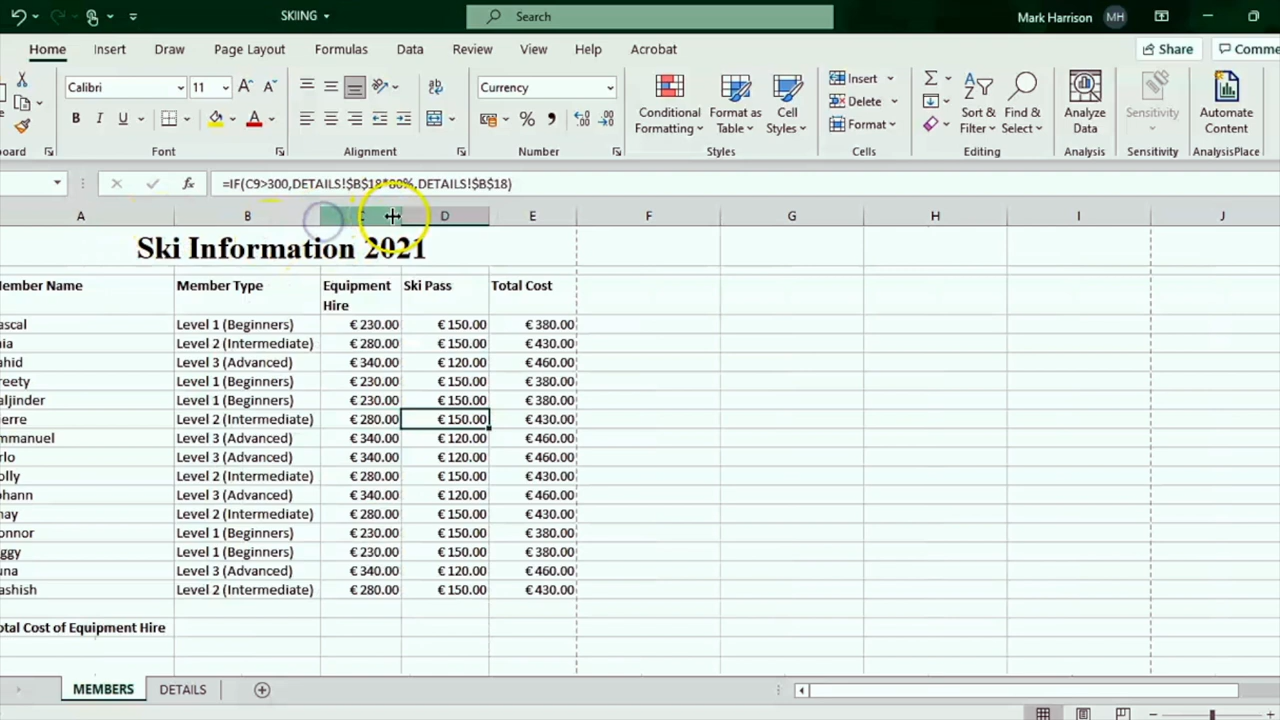 SKIING
Search
Mark Harrison MH
Home Insert Draw Page Layout Formulas Data Review View Help Acrobat Share Comme
Calibri 11 Currency
Conditional Formatting Format as Table Cell Styles
Insert Delete Format
Sort & Filter Find & Select Analyze Data Sensitivity Automate Content
oard Font Alignment Number Styles Cells Editing Analysis Sensitivity AnalysisPlace
=IF(C9>300,DETAILS!$B$18*80%,DETAILS!$B$18)
A B C D E F G H I J
Ski Information 2021
ember Name Member Type Equipment Hire Ski Pass Total Cost
ascal Level 1 (Beginners) € 230.00 € 150.00 € 380.00
ia Level 2 (Intermediate) € 280.00 € 150.00 € 430.00
ahid Level 3 (Advanced) € 340.00 € 120.00 € 460.00
reety Level 1 (Beginners) € 230.00 € 150.00 € 380.00
aljinder Level 1 (Beginners) € 230.00 € 150.00 € 380.00
ierre Level 2 (Intermediate) € 280.00 € 150.00 € 430.00
mmanuel Level 3 (Advanced) € 340.00 € 120.00 € 460.00
rlo Level 3 (Advanced) € 340.00 € 120.00 € 460.00
olly Level 2 (Intermediate) € 280.00 € 150.00 € 430.00
ohann Level 3 (Advanced) € 340.00 € 120.00 € 460.00
nay Level 2 (Intermediate) € 280.00 € 150.00 € 430.00
onnor Level 1 (Beginners) € 230.00 € 150.00 € 380.00
ggy Level 1 (Beginners) € 230.00 € 150.00 € 380.00
una Level 3 (Advanced) € 340.00 € 120.00 € 460.00
ashish Level 2 (Intermediate) € 280.00 € 150.00 € 430.00
otal Cost of Equipment Hire
MEMBERS DETAILS